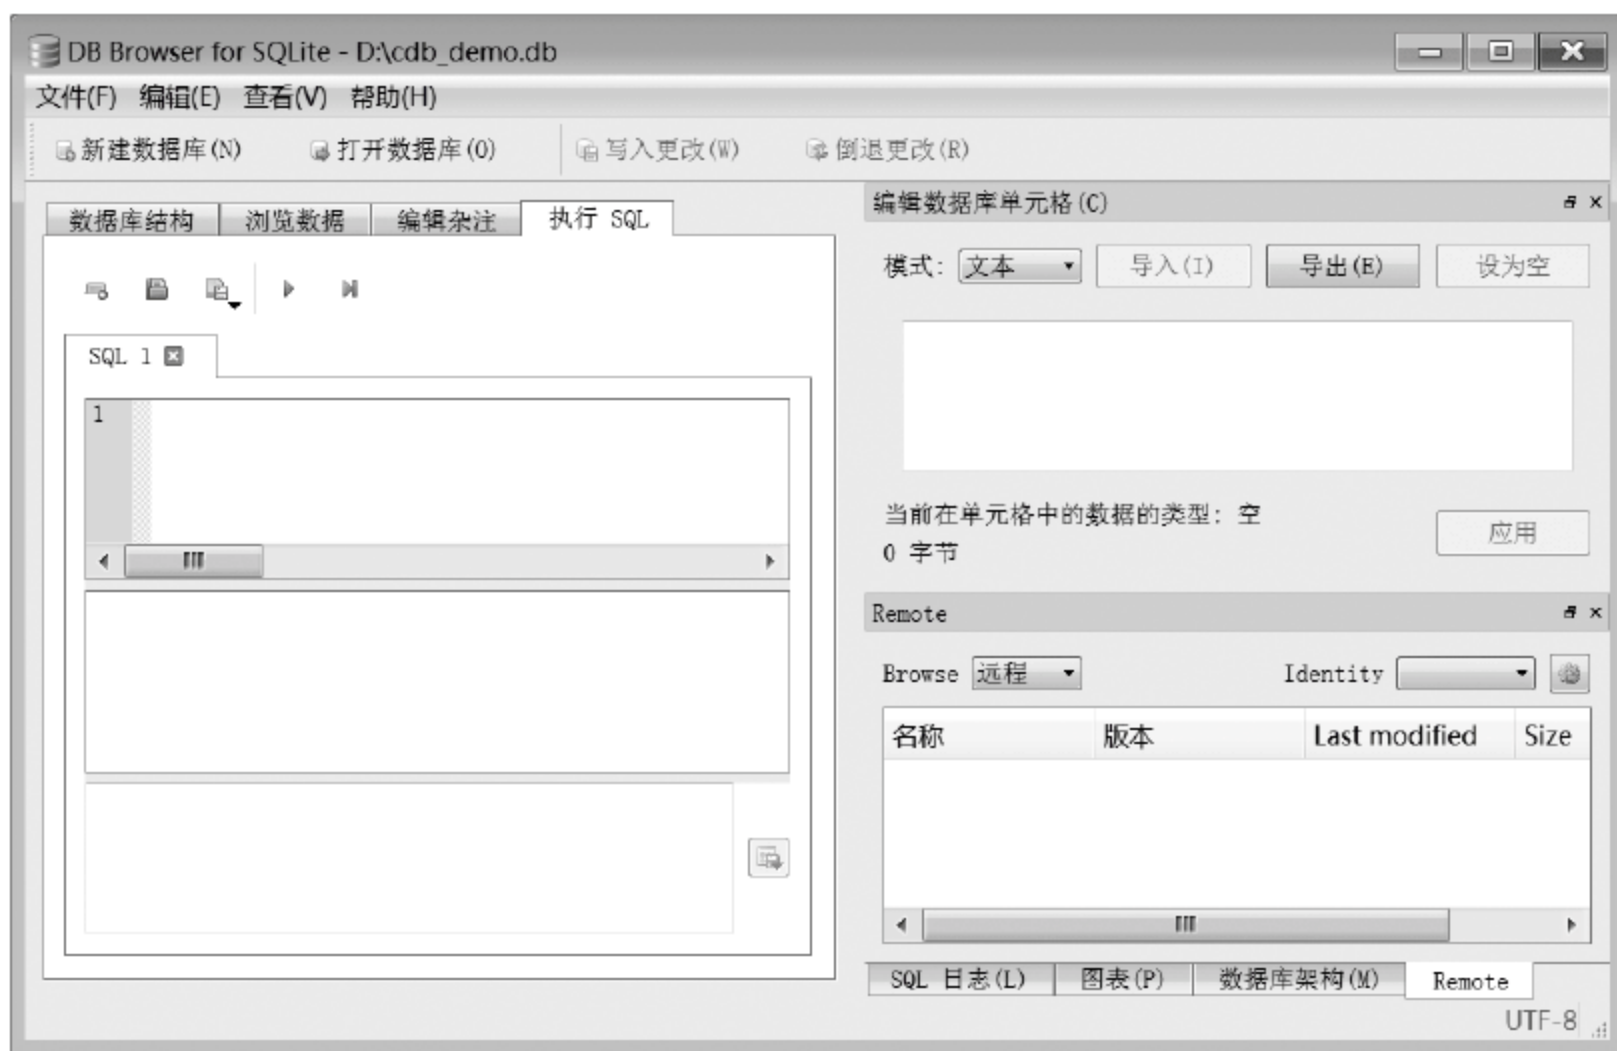 DB Browser for SQLite - D:\cdb_demo.db
文件(F) 编辑(E) 查看(V) 帮助(H)
新建数据库(N) 打开数据库(O) 写入更改(W) 倒退更改(R)
数据库结构 浏览数据 编辑杂注 执行 SQL
SQL 1
1
编辑数据库单元格(C)
模式: 文本 导入(I) 导出(E) 设为空
当前在单元格中的数据的类型: 空
0 字节
应用
Remote
Browse 远程 Identity
名称 版本 Last modified Size
SQL 日志(L) 图表(P) 数据库架构(M) Remote
UTF-8